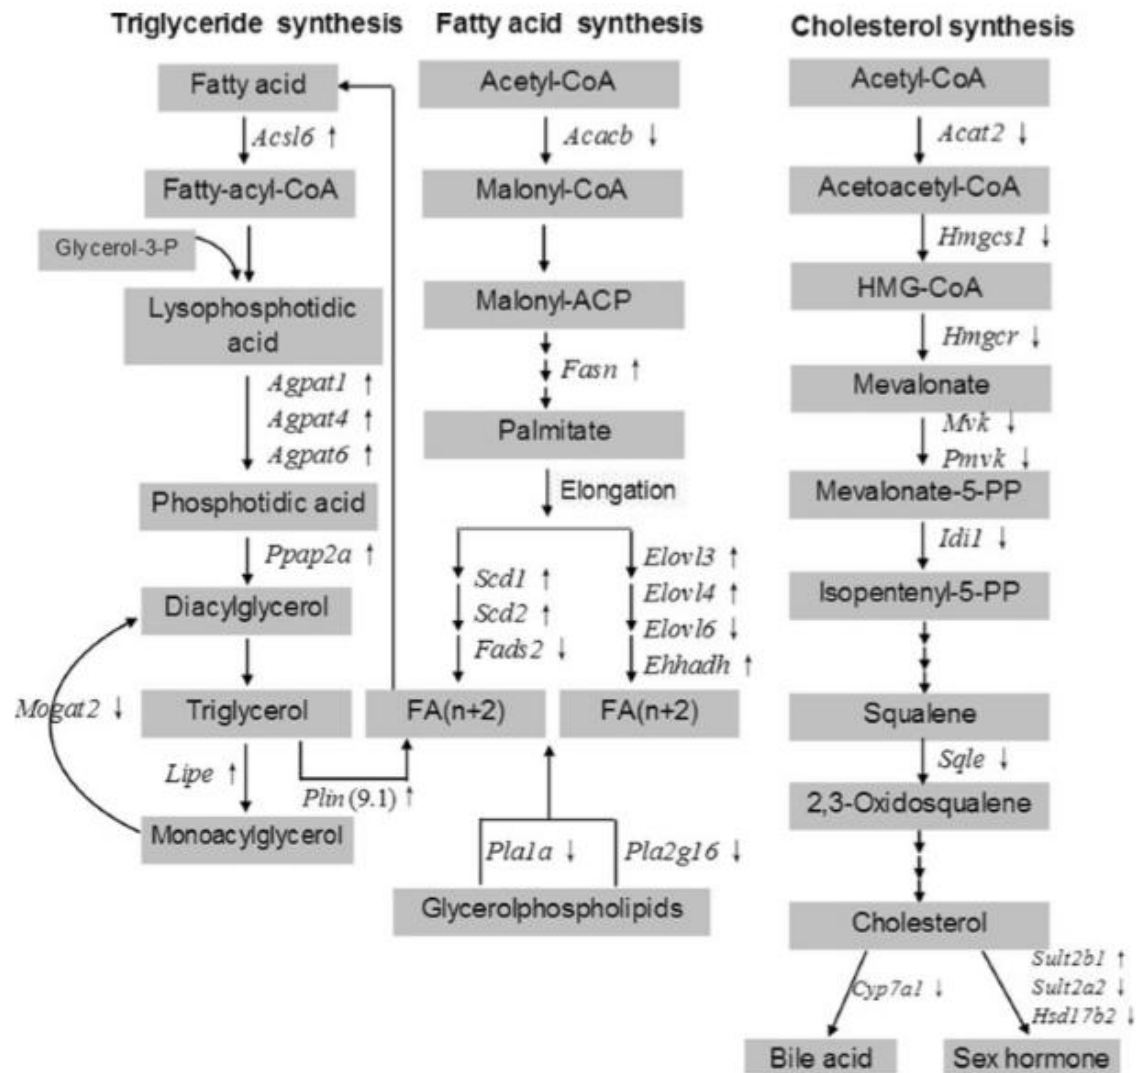 Triglyceride synthesis
Fatty acid
Acsl6 ↑
Fatty-acyl-CoA
Glycerol-3-P
Lysophosphotidic
acid
Agpat1 ↑
Agpat4 ↑
Agpat6 ↑
Phosphotidic acid
Ppap2a ↑
Diacylglycerol
Mogat2 ↓
Triglycerol
Lipe ↑
Plin (9.1) ↑
Monoacylglycerol
Fatty acid synthesis
Acetyl-CoA
Acacb ↓
Malonyl-CoA
Malonyl-ACP
Fasn ↑
Palmitate
Elongation
Scd1 ↑
Scd2 ↑
Fads2 ↓
Elovl3 ↑
Elovl4 ↑
Elovl6 ↓
Ehhadh ↑
FA(n+2)
FA(n+2)
Pla1a ↓
Pla2g16 ↓
Glycerolphospholipids
Cholesterol synthesis
Acetyl-CoA
Acat2 ↓
Acetoacetyl-CoA
Hmgcs1 ↓
HMG-CoA
Hmgcr ↓
Mevalonate
Mvk ↓
Pmvk ↓
Mevalonate-5-PP
Idi1 ↓
Isopentenyl-5-PP
Squalene
Sqle ↓
2,3-Oxidosqualene
Cholesterol
Cyp7a1 ↓
Sult2b1 ↑
Sult2a2 ↓
Hsd17b2 ↓
Bile acid
Sex hormone